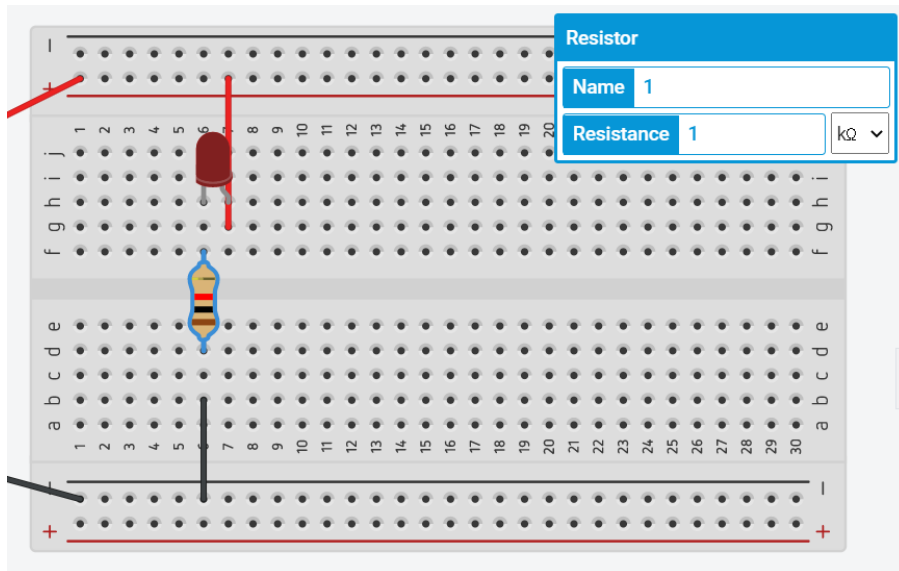 −
+
Resistor
Name 1
Resistance 1 kΩ
1 2 3 4 5 6 7 8 9 10 11 12 13 14 15 16 17 18 19 20
j
i i
h h
g g
f f
e e
d d
c c
b b
a a
1 2 3 4 5 6 7 8 9 10 11 12 13 14 15 16 17 18 19 20 21 22 23 24 25 26 27 28 29 30
− −
+ +